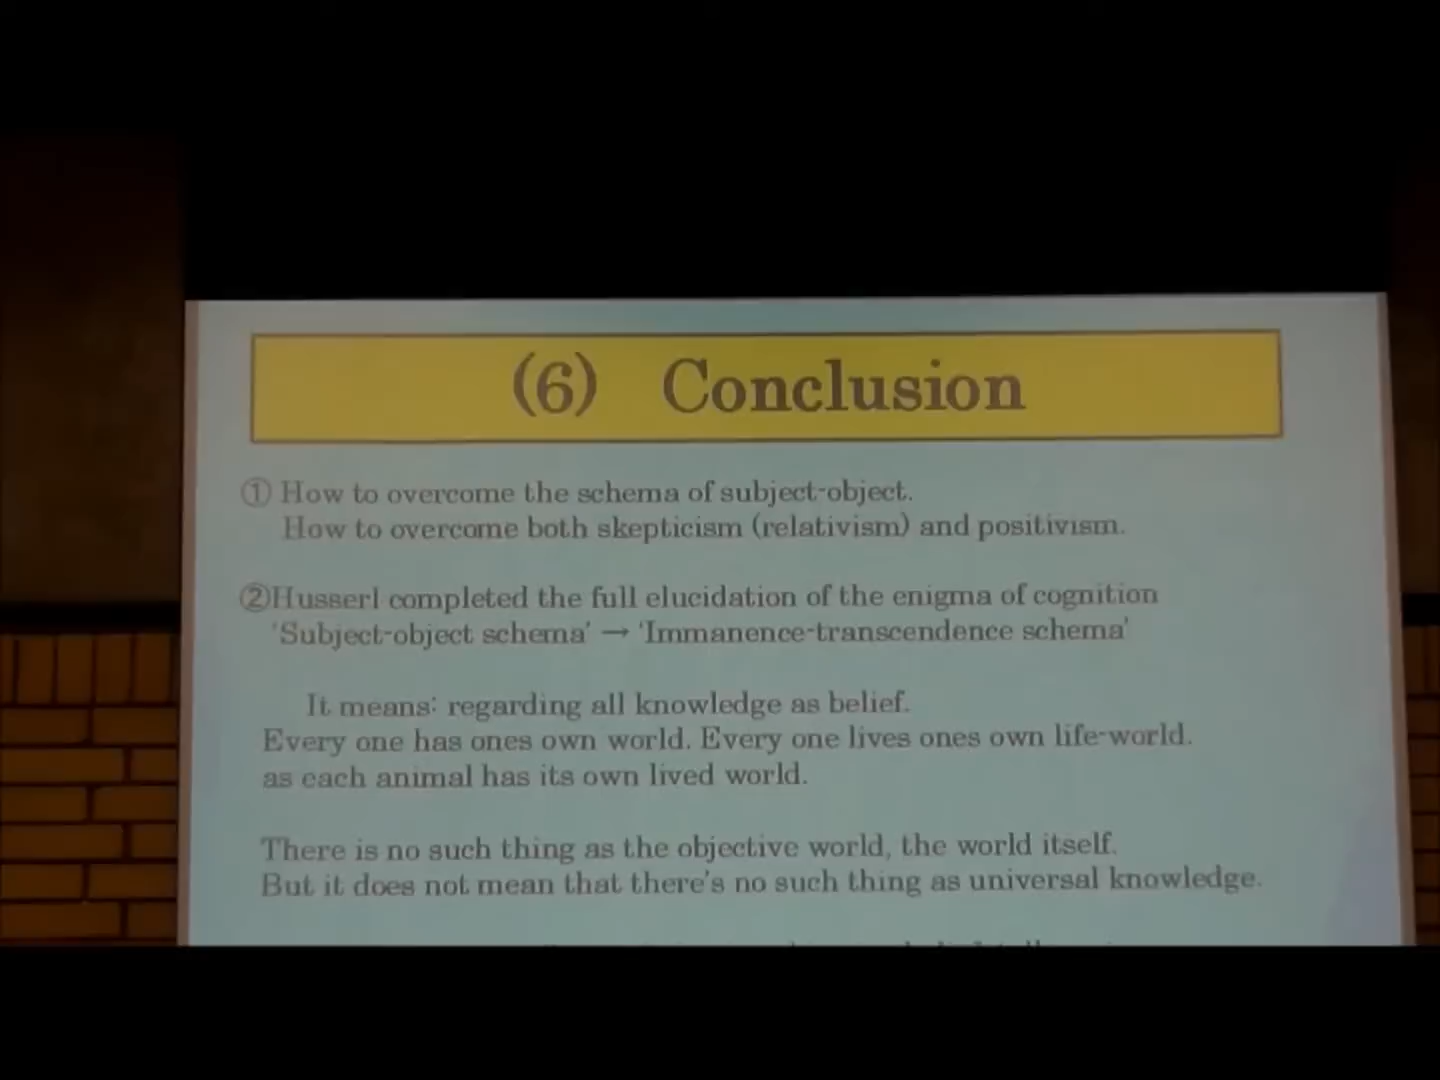 (6) Conclusion
① How to overcome the schema of subject-object.
How to overcome both skepticism (relativism) and positivism.
②Husserl completed the full elucidation of the enigma of cognition
'Subject-object schema' → 'Immanence-transcendence schema'
It means: regarding all knowledge as belief.
Every one has ones own world. Every one lives ones own life-world.
as each animal has its own lived world.
There is no such thing as the objective world, the world itself.
But it does not mean that there's no such thing as universal knowledge.